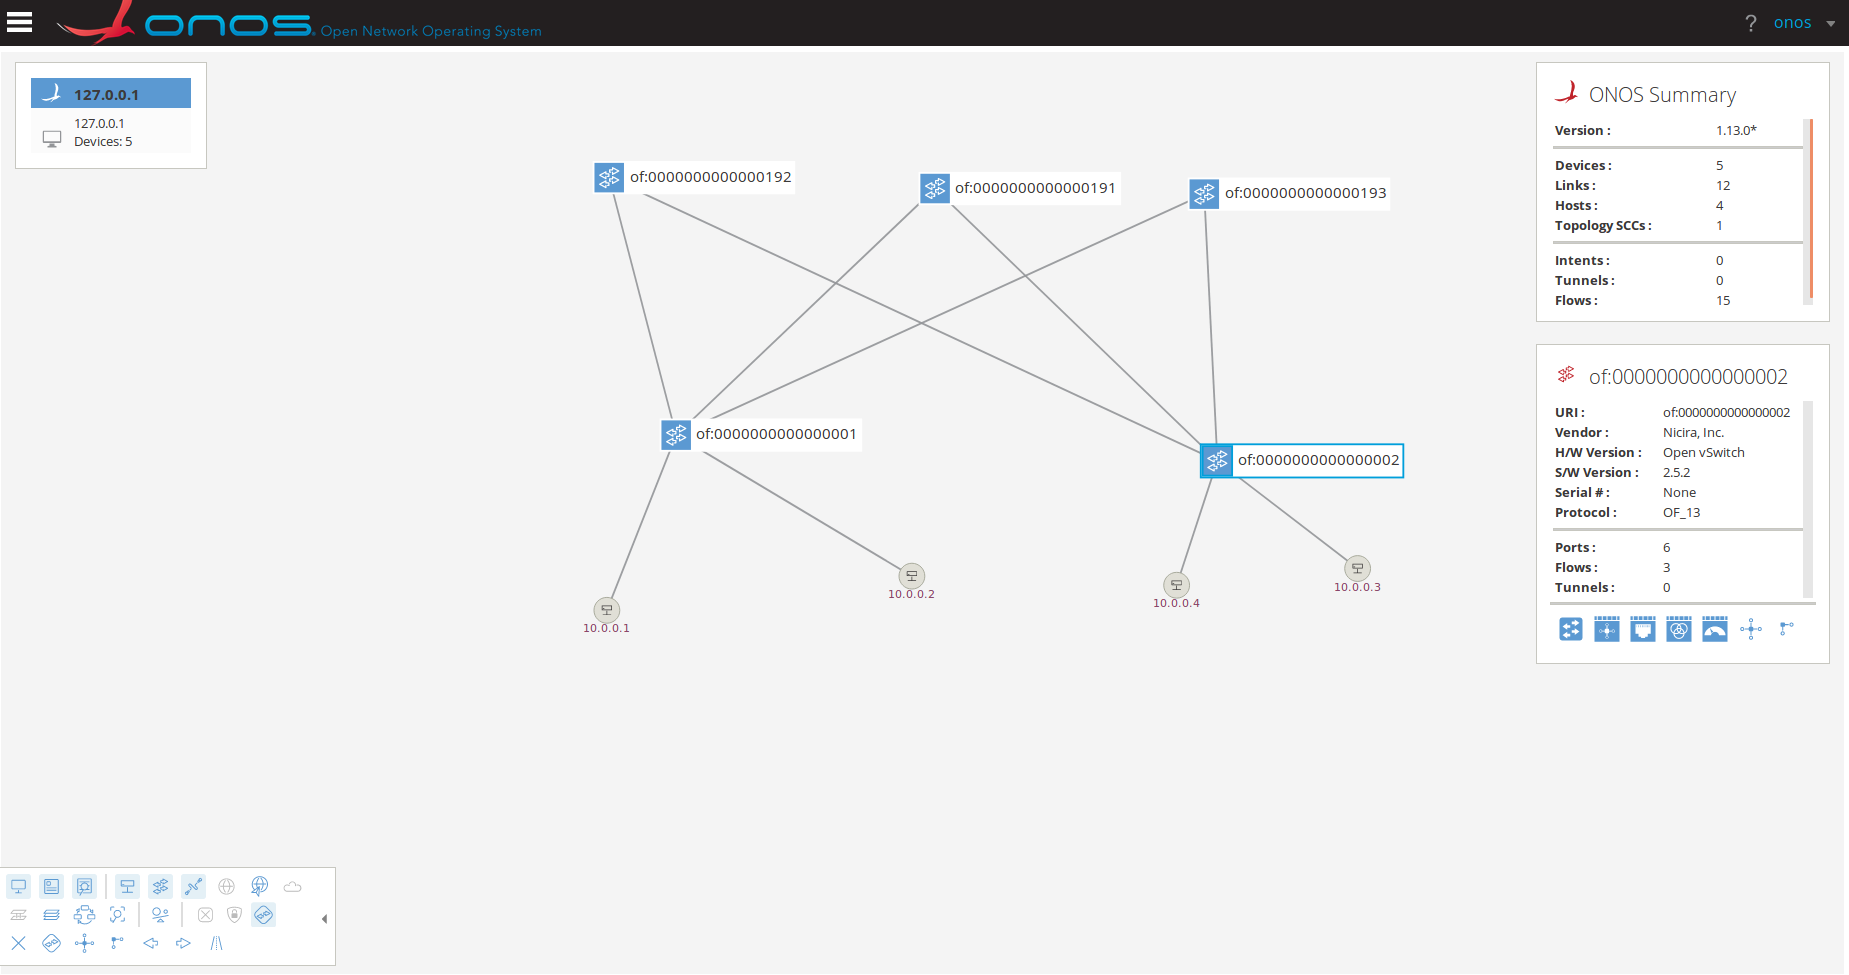 onos Open Network Operating System
? onos
127.0.0.1
127.0.0.1
Devices: 5
of:0000000000000192
of:0000000000000191
of:0000000000000193
of:0000000000000001
of:0000000000000002
10.0.0.1
10.0.0.2
10.0.0.4
10.0.0.3
ONOS Summary
Version : 1.13.0*
Devices : 5
Links : 12
Hosts : 4
Topology SCCs : 1
Intents : 0
Tunnels : 0
Flows : 15
of:0000000000000002
URI : of:0000000000000002
Vendor : Nicira, Inc.
H/W Version : Open vSwitch
S/W Version : 2.5.2
Serial # : None
Protocol : OF_13
Ports : 6
Flows : 3
Tunnels : 0